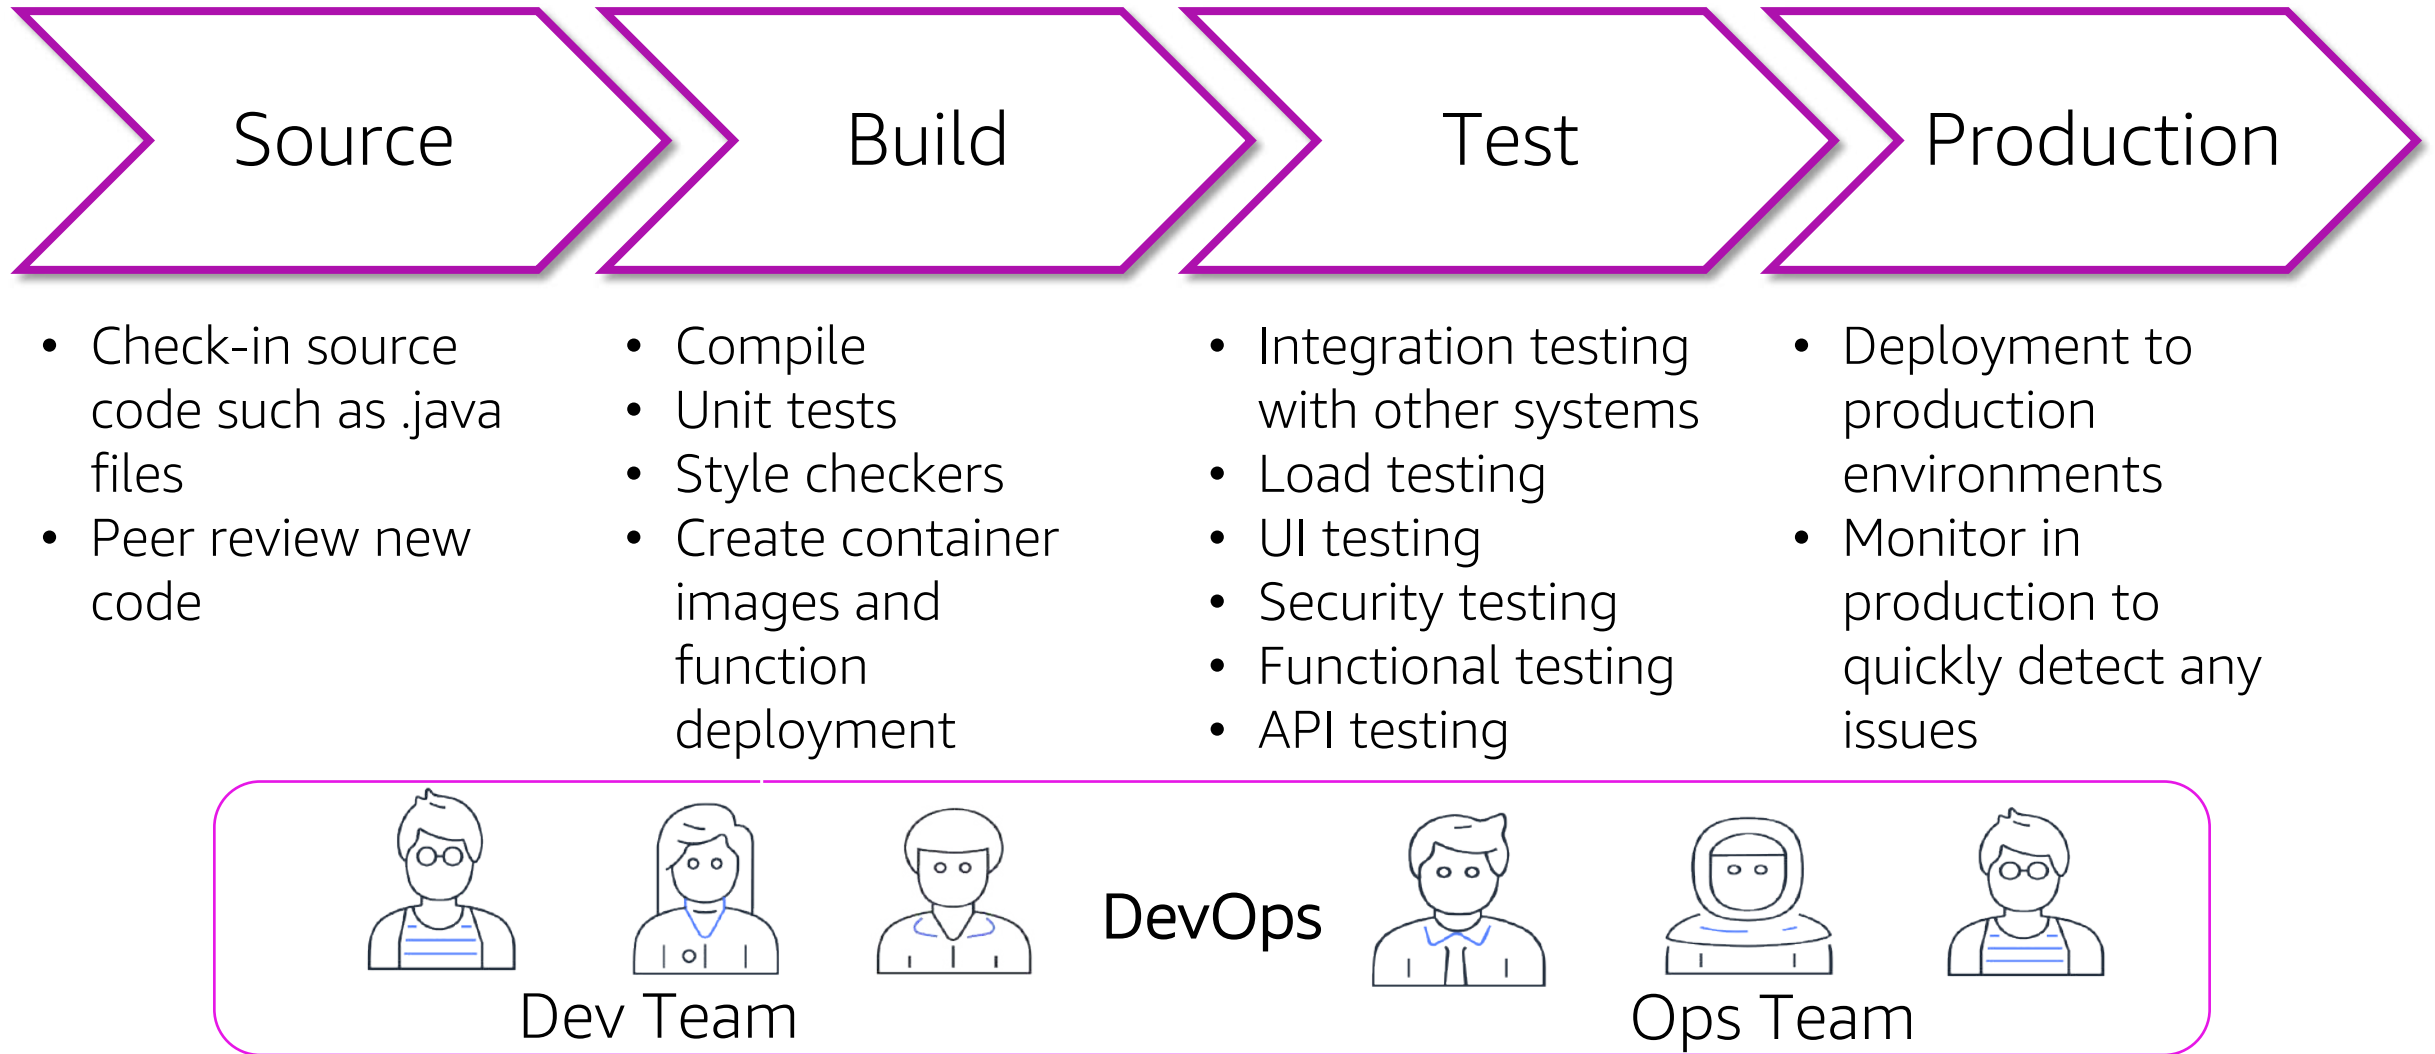 Source
Build
Test
Production
• Check-in source
code such as .java
files
• Peer review new
code
• Compile
• Unit tests
• Style checkers
• Create container
images and
function
deployment
• Integration testing
with other systems
• Load testing
• UI testing
• Security testing
• Functional testing
• API testing
• Deployment to
production
environments
• Monitor in
production to
quickly detect any
issues
DevOps
Dev Team
Ops Team